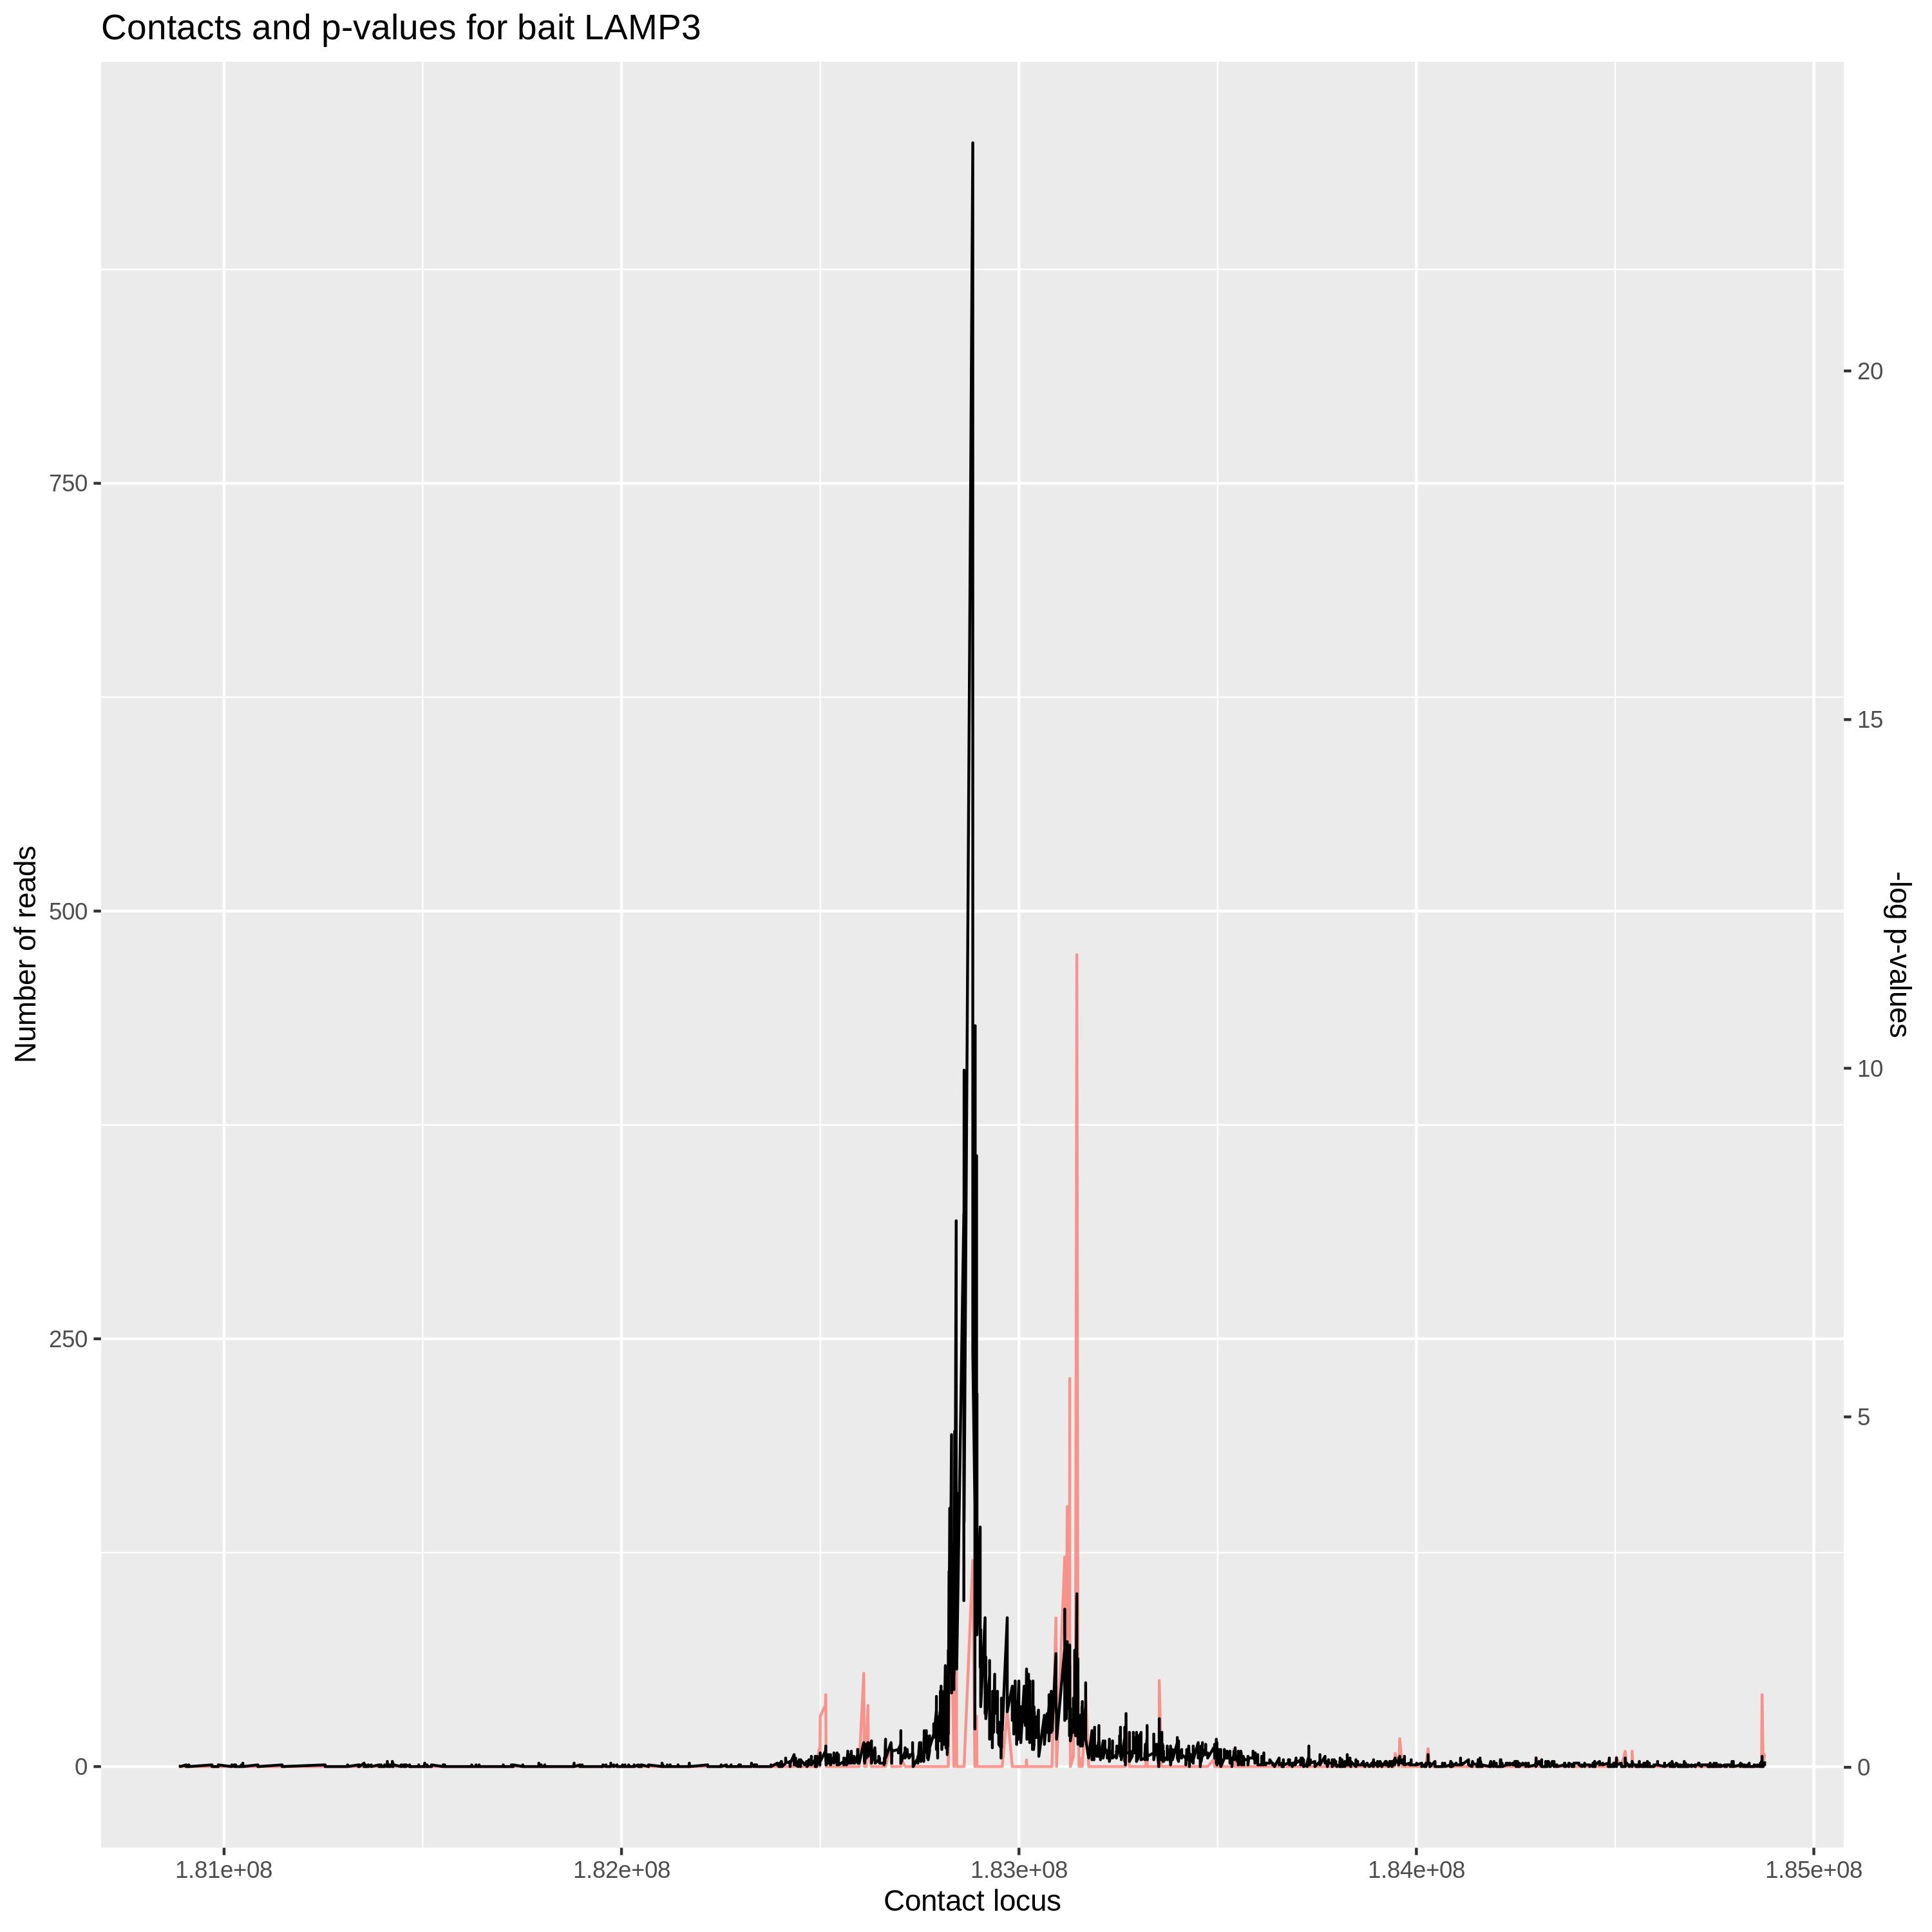 Contacts and p-values for bait LAMP3
Number of reads
750
500
250
0
20
15
10
5
0
-log p-values
1.81e+08 1.82e+08 1.83e+08 1.84e+08 1.85e+08
Contact locus